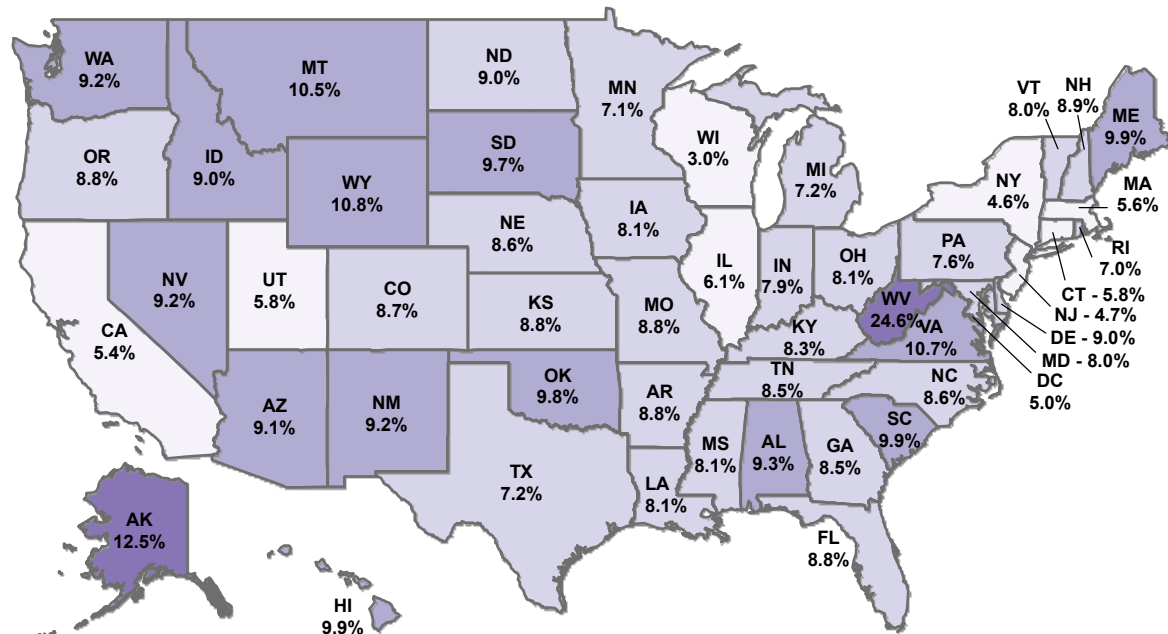 WA
9.2%
MT
10.5%
ND
9.0%
MN
7.1%
VT
8.0%
NH
8.9%
ME
9.9%
OR
8.8%
ID
9.0%
SD
9.7%
WI
3.0%
MI
7.2%
NY
4.6%
MA
5.6%
WY
10.8%
IA
8.1%
NE
8.6%
PA
7.6%
RI
7.0%
NV
9.2%
UT
5.8%
CO
8.7%
IL
6.1%
IN
7.9%
OH
8.1%
CT - 5.8%
NJ - 4.7%
DE - 9.0%
MD - 8.0%
DC
5.0%
CA
5.4%
KS
8.8%
MO
8.8%
WV
24.6%
KY
8.3%
VA
10.7%
TN
8.5%
NC
8.6%
AZ
9.1%
NM
9.2%
OK
9.8%
AR
8.8%
SC
9.9%
MS
8.1%
AL
9.3%
GA
8.5%
TX
7.2%
LA
8.1%
FL
8.8%
AK
12.5%
HI
9.9%